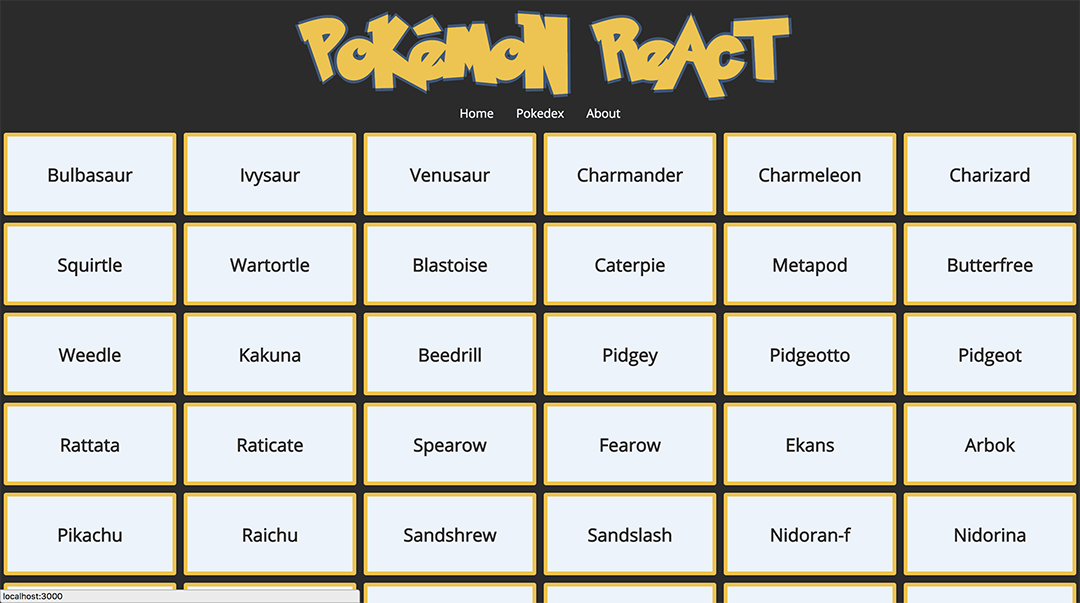 PoKéMoN ReAcT
Home Pokedex About
Bulbasaur Ivysaur Venusaur Charmander Charmeleon Charizard
Squirtle Wartortle Blastoise Caterpie Metapod Butterfree
Weedle Kakuna Beedrill Pidgey Pidgeotto Pidgeot
Rattata Raticate Spearow Fearow Ekans Arbok
Pikachu Raichu Sandshrew Sandslash Nidoran-f Nidorina
localhost:3000